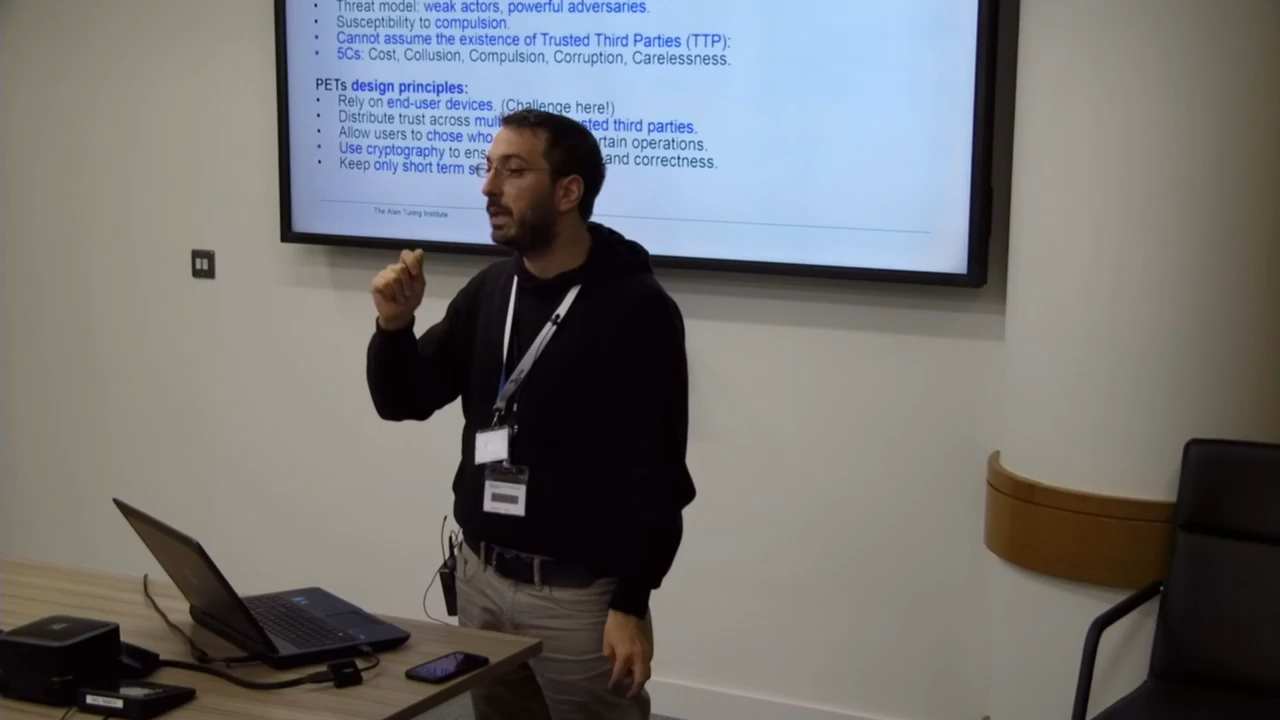 Threat model: weak actors, powerful adversaries.
Susceptibility to compulsion.
Cannot assume the existence of Trusted Third Parties (TTP):
5Cs: Cost, Collusion, Compulsion, Corruption, Carelessness.
PETs design principles:
Rely on end-user devices. (Challenge here!)
Distribute trust across mul usted third parties.
Allow users to chose who rtain operations.
Use cryptography to ens and correctness.
Keep only short term s
The Alan Turing Institute